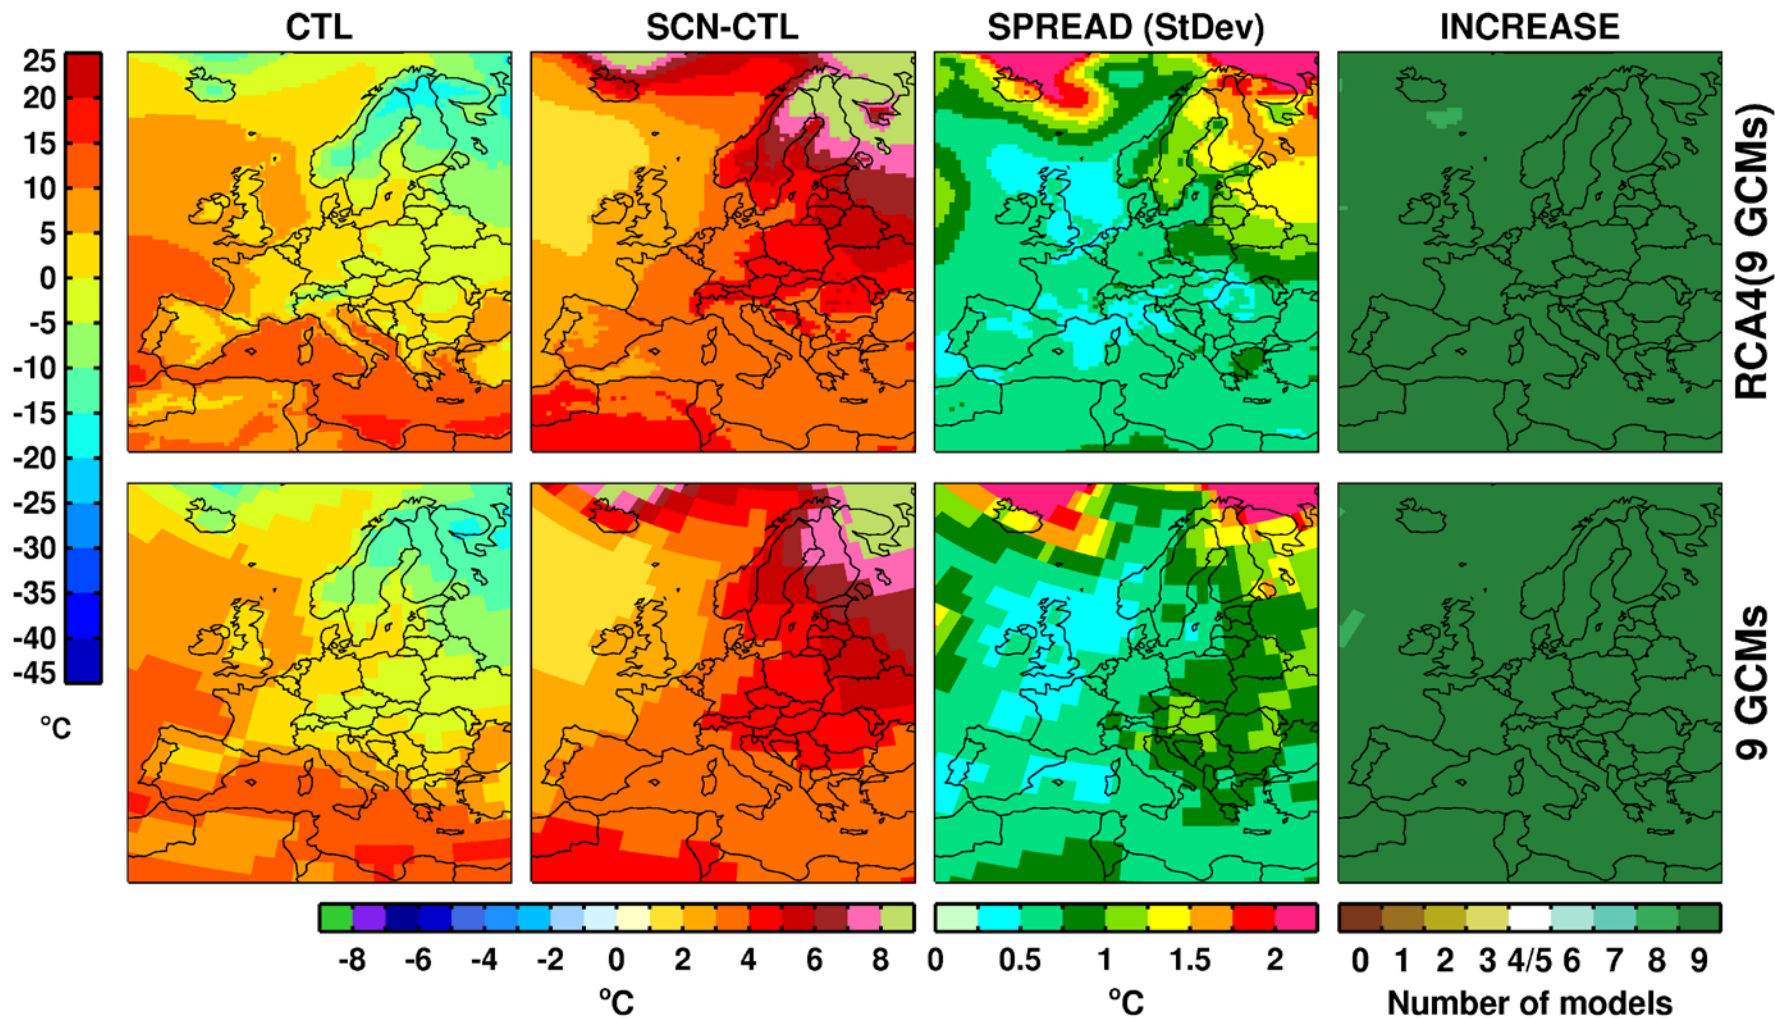 CTL
SCN-CTL
SPREAD (StDev)
INCREASE
25
20
15
10
5
0
-5
-10
-15
-20
-25
-30
-35
-40
-45
°C
RCA4(9 GCMs)
9 GCMs
-8 -6 -4 -2 0 2 4 6 8
°C
0 0.5 1 1.5 2
°C
0 1 2 3 4/5 6 7 8 9
Number of models